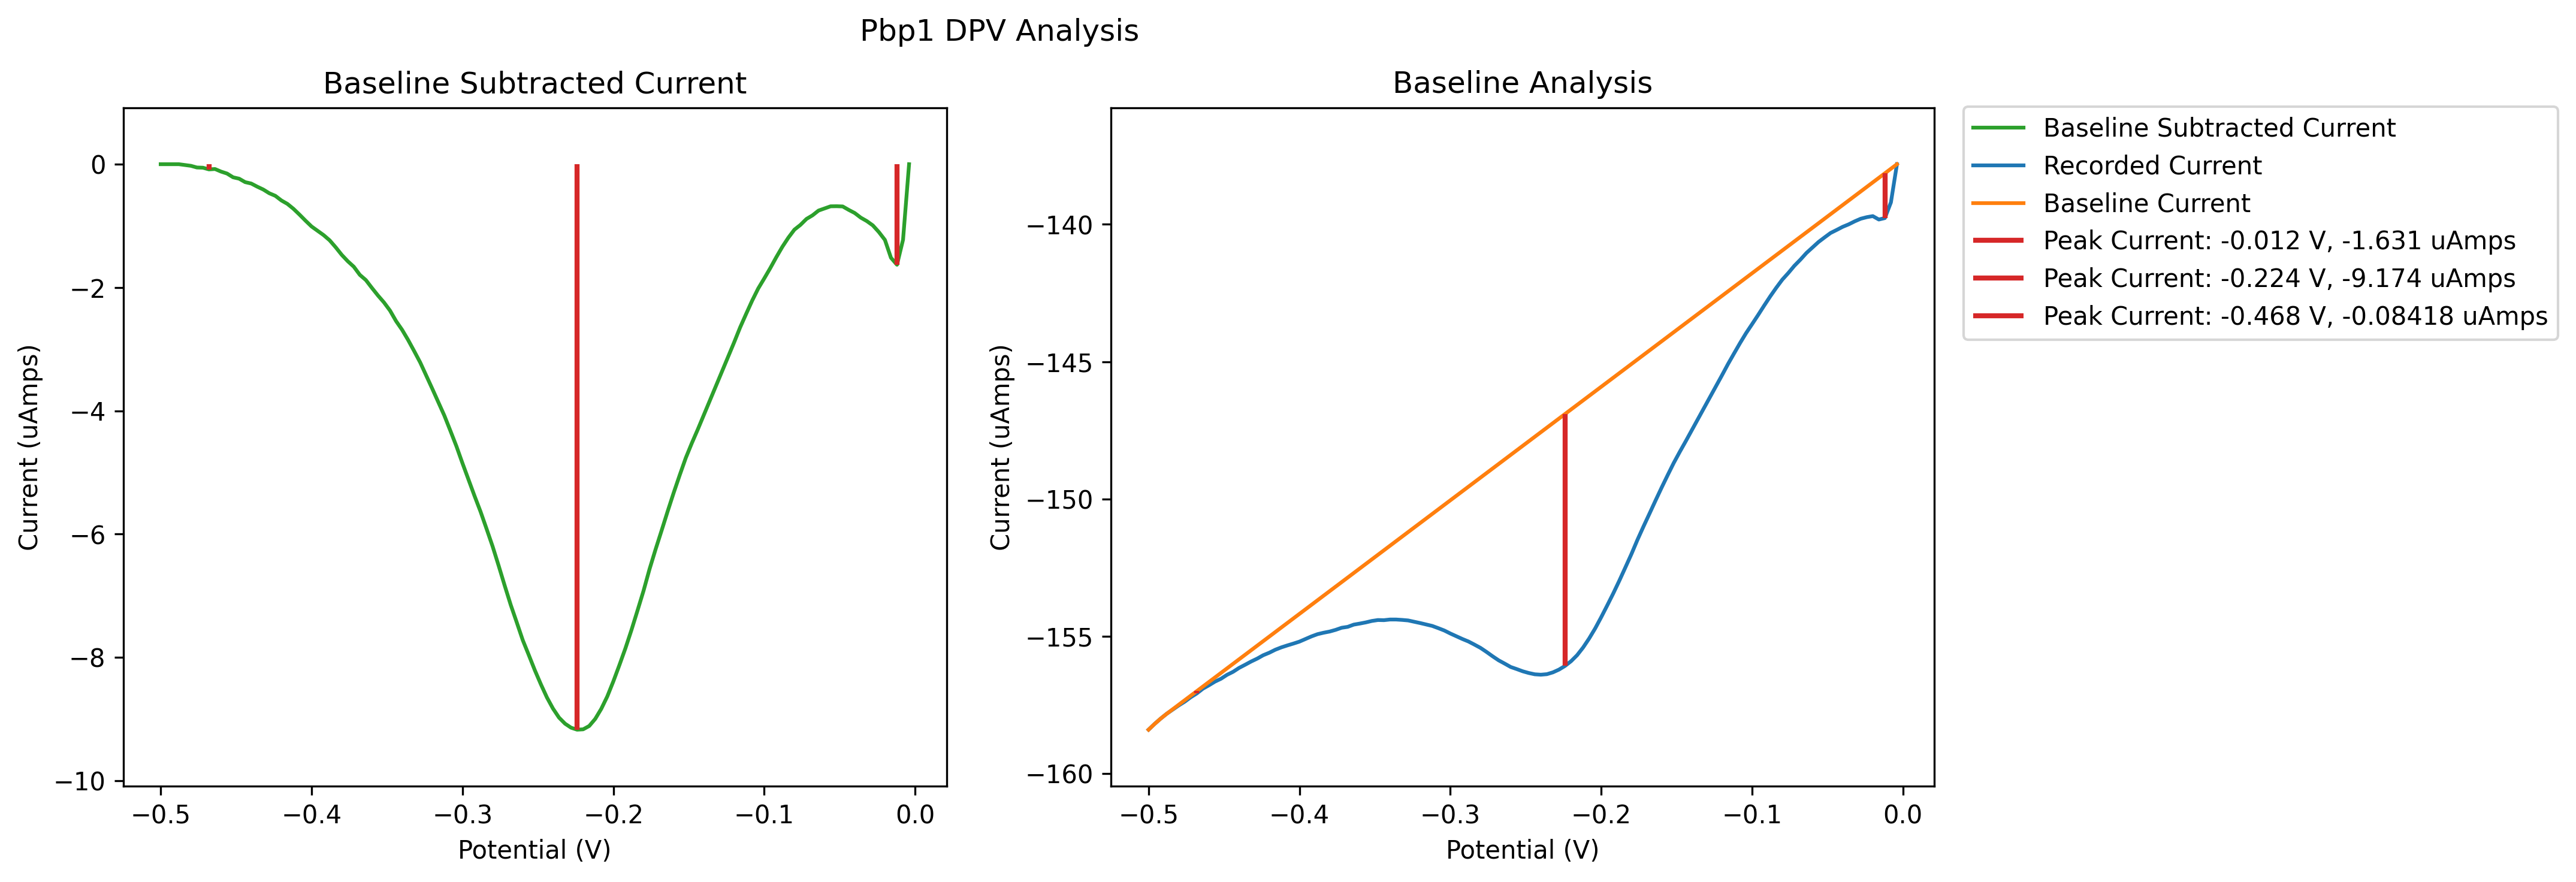 Pbp1 DPV Analysis
Baseline Subtracted Current
Current (uAmps)
0
−2
−4
−6
−8
−10
−0.5 −0.4 −0.3 −0.2 −0.1 0.0
Potential (V)
Baseline Analysis
Current (uAmps)
−140
−145
−150
−155
−160
−0.5 −0.4 −0.3 −0.2 −0.1 0.0
Potential (V)
Baseline Subtracted Current
Recorded Current
Baseline Current
Peak Current: -0.012 V, -1.631 uAmps
Peak Current: -0.224 V, -9.174 uAmps
Peak Current: -0.468 V, -0.08418 uAmps